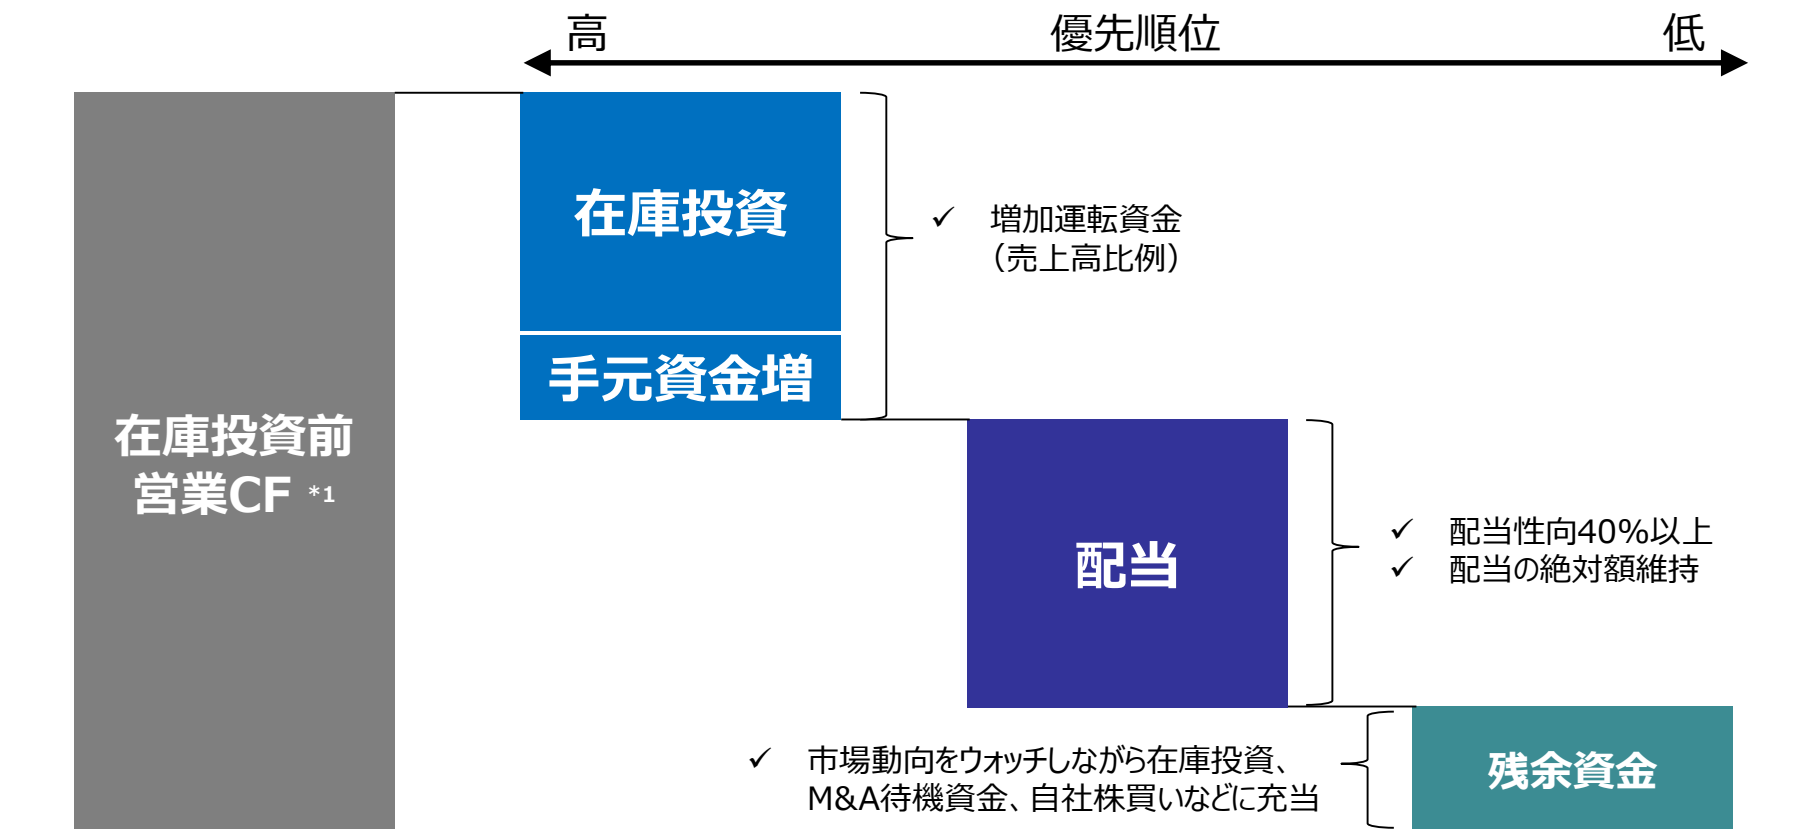 高 優先順位 低
在庫投資
✓ 増加運転資金
（売上高比例）
手元資金増
在庫投資前
営業CF *1
配当
✓ 配当性向40%以上
✓ 配当の絶対額維持
✓ 市場動向をウォッチしながら在庫投資、
M&A待機資金、自社株買いなどに充当
残余資金